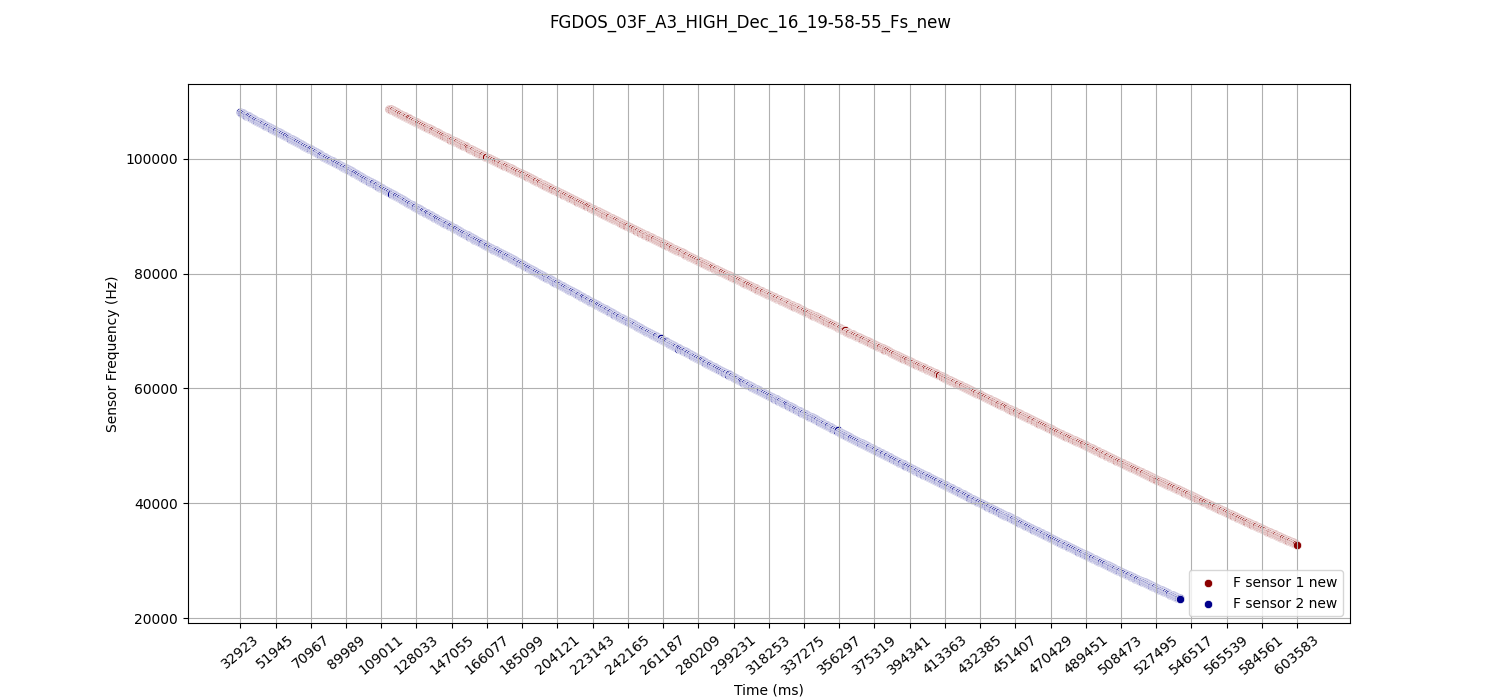 FGDOS_03F_A3_HIGH_Dec_16_19-58-55_Fs_new
Sensor Frequency (Hz)
100000
80000
60000
40000
20000
F sensor 1 new
F sensor 2 new
32923 51945 70967 89989 109011 128033 147055 166077 185099 204121 223143 242165 261187 280209 299231 318253 337275 356297 375319 394341 413363 432385 451407 470429 489451 508473 527495 546517 565539 584561 603583
Time (ms)